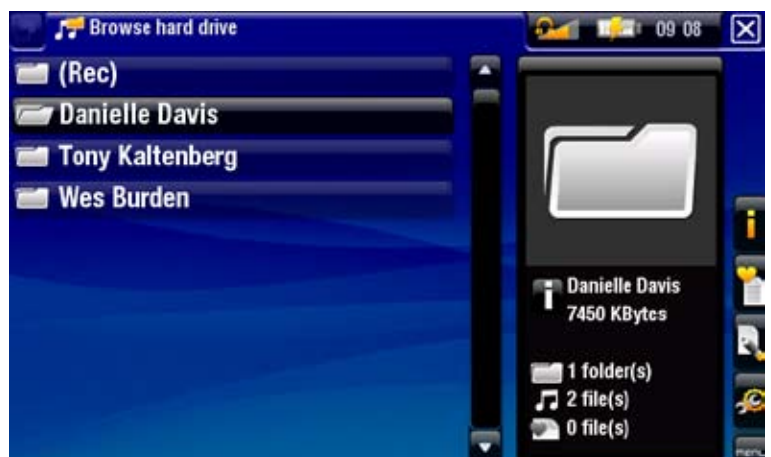 Browse hard drive
09 08
(Rec)
Danielle Davis
Tony Kaltenberg
Wes Burden
Danielle Davis
7450 KBytes
1 folder(s)
2 file(s)
0 file(s)
menu